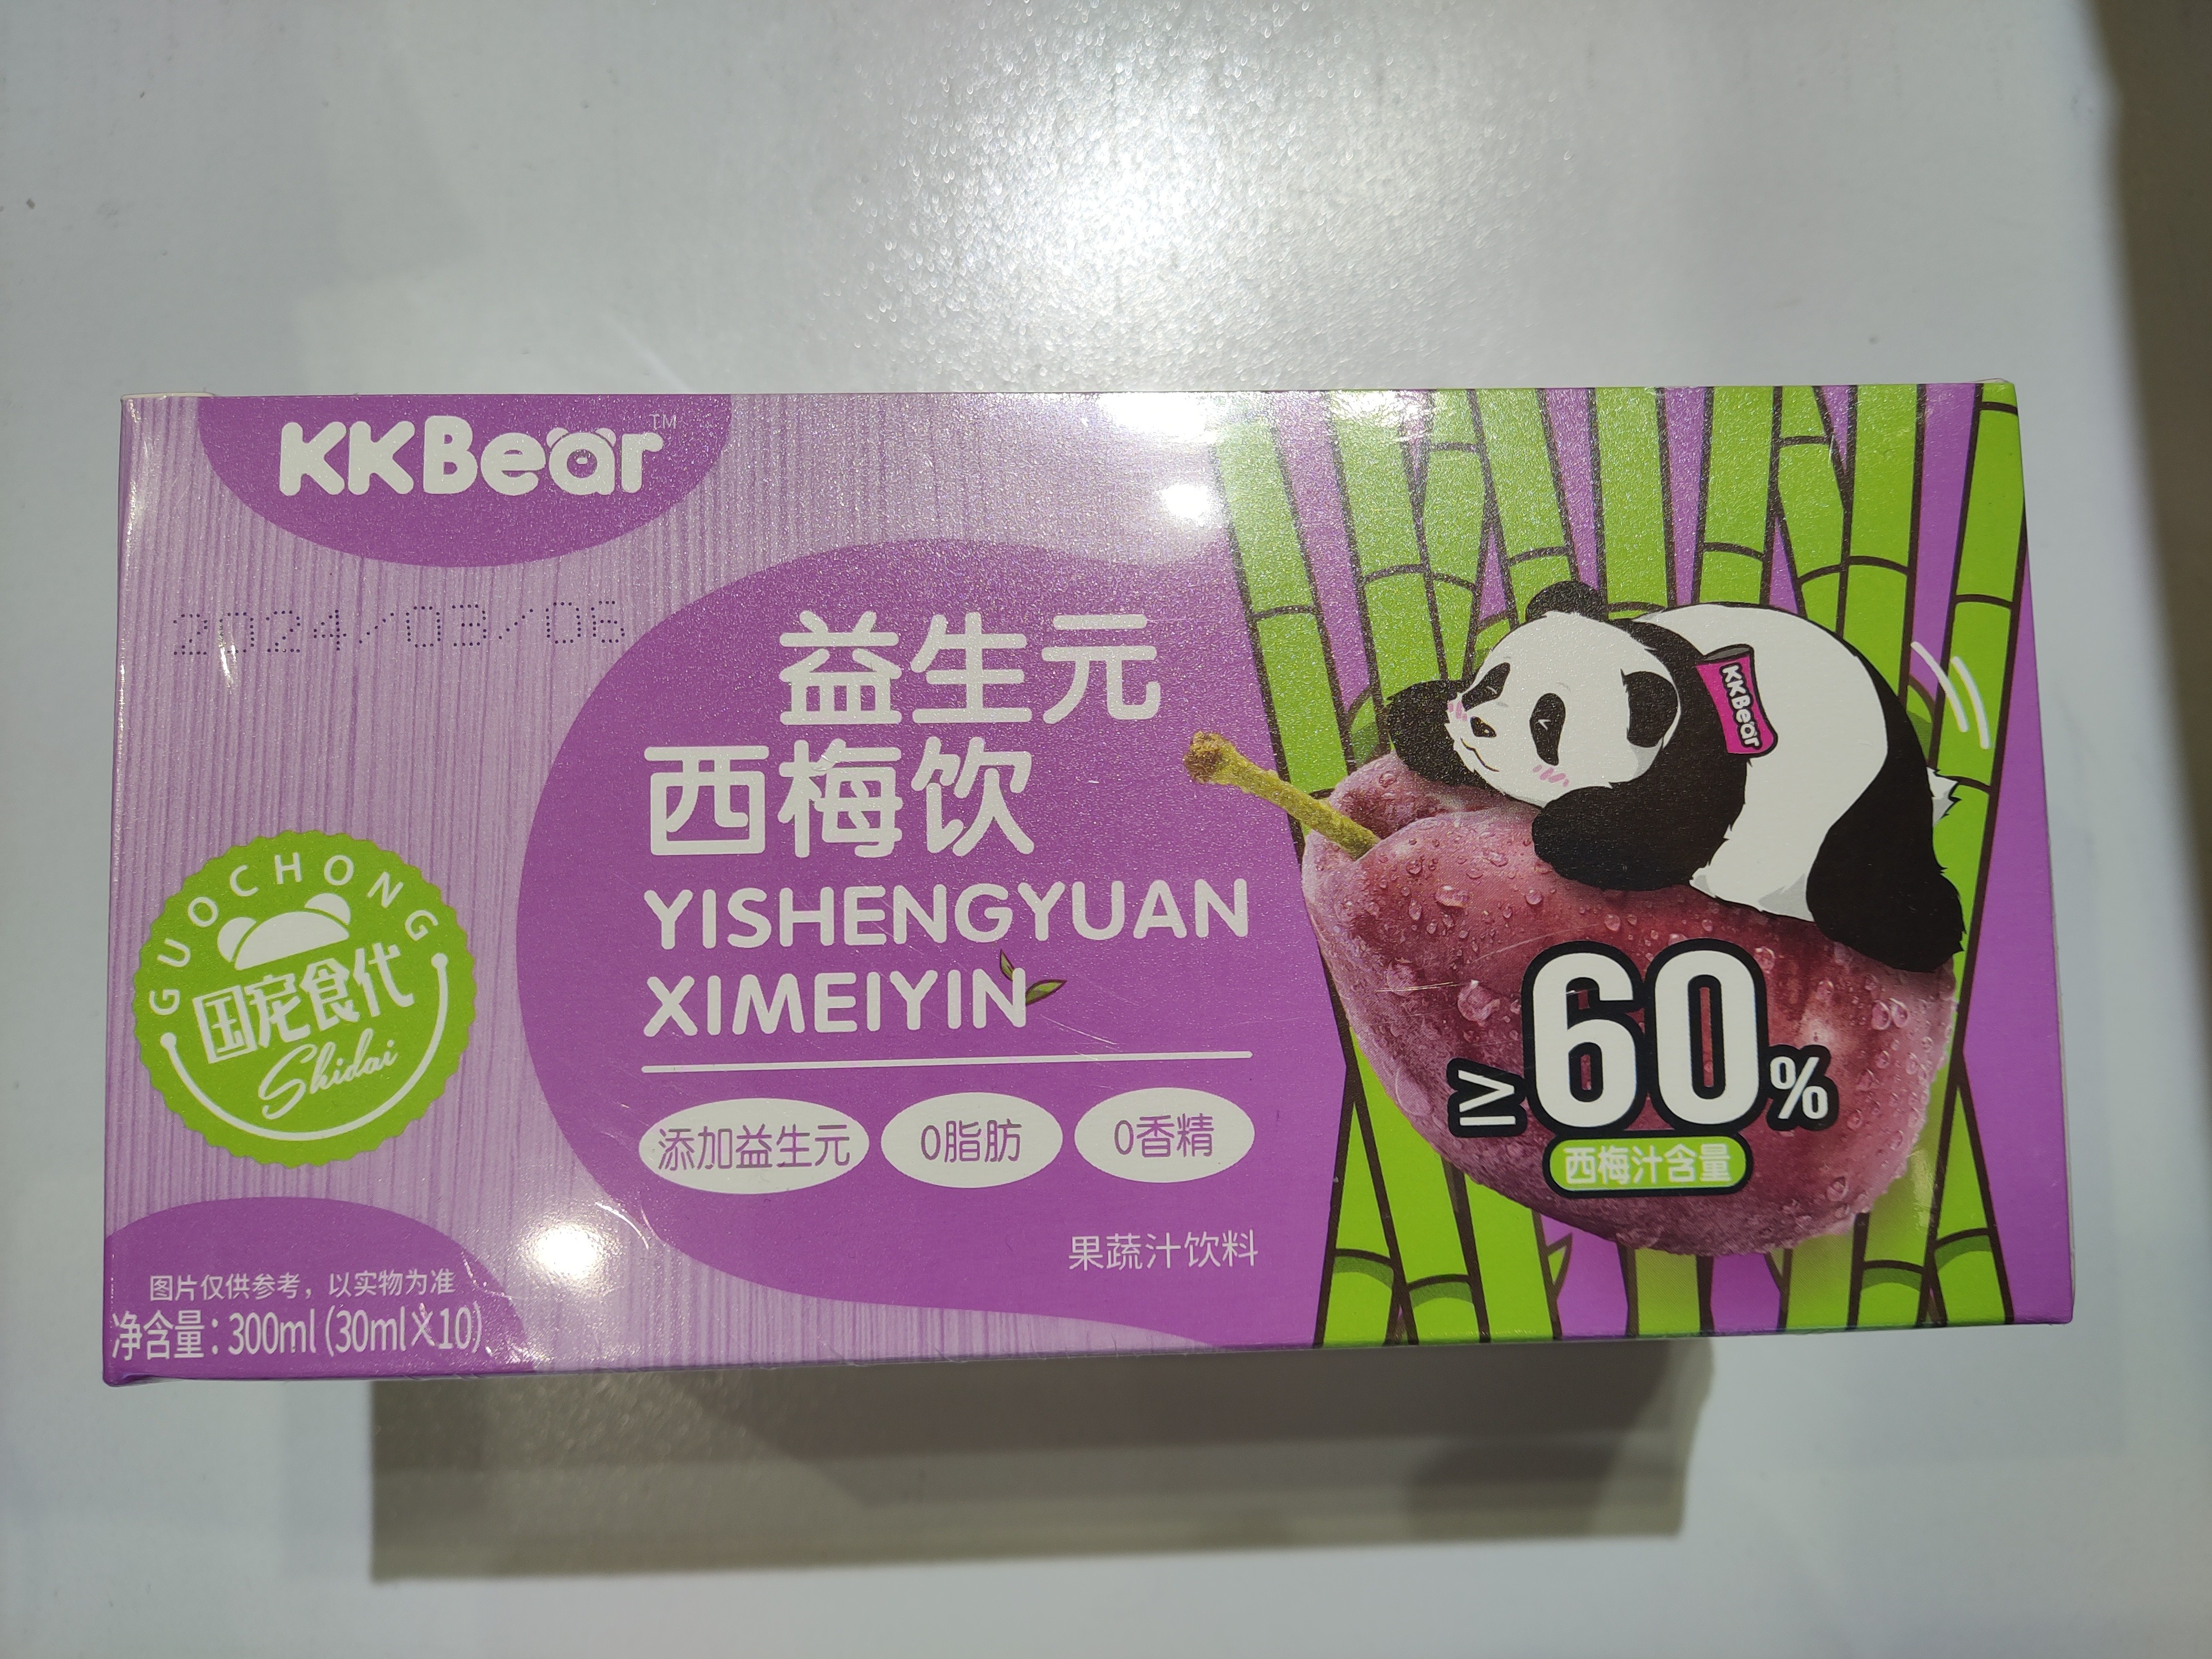 KKBear™
2024/03/06
益生元
西梅饮
YISHENGYUAN
XIMEIYIN
添加益生元
0脂肪
0香精
果蔬汁饮料
GUOCHONG
国宠食代
Shidai
图片仅供参考，以实物为准
净含量：300ml(30mlX10)
KKBear
≥60%
西梅汁含量